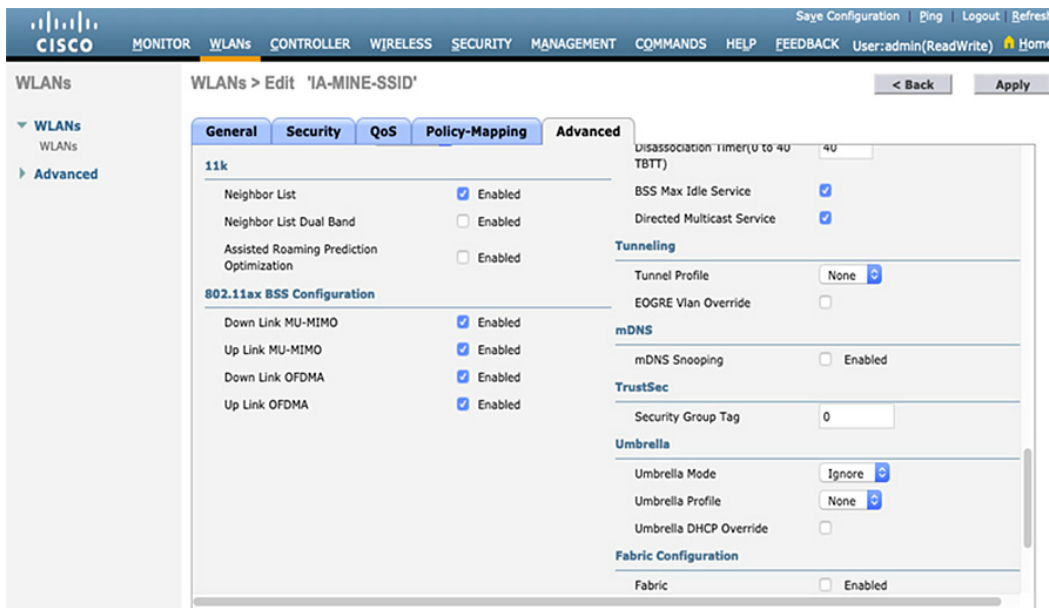 Save Configuration | Ping | Logout | Refresh
CISCO MONITOR WLANs CONTROLLER WIRELESS SECURITY MANAGEMENT COMMANDS HELP FEEDBACK User:admin(ReadWrite) Home
WLANs
WLANs > Edit 'IA-MINE-SSID'
< Back
Apply
WLANs
WLANs
Advanced
General Security QoS Policy-Mapping Advanced
11k
Neighbor List Enabled
Neighbor List Dual Band Enabled
Assisted Roaming Prediction
Optimization Enabled
802.11ax BSS Configuration
Down Link MU-MIMO Enabled
Up Link MU-MIMO Enabled
Down Link OFDMA Enabled
Up Link OFDMA Enabled
Disassociation Timer(0 to 40 40
TBTT)
BSS Max Idle Service
Directed Multicast Service
Tunneling
Tunnel Profile None
EOGRE Vlan Override
mDNS
mDNS Snooping Enabled
TrustSec
Security Group Tag 0
Umbrella
Umbrella Mode Ignore
Umbrella Profile None
Umbrella DHCP Override
Fabric Configuration
Fabric Enabled